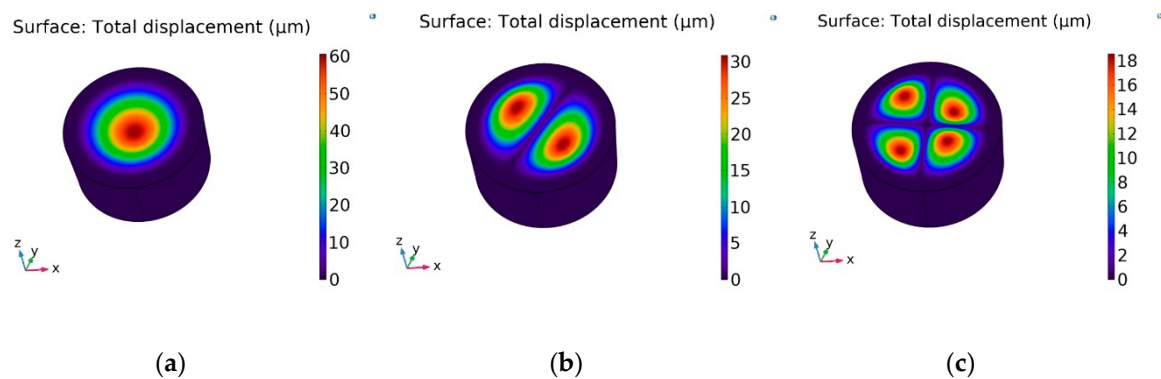 Surface: Total displacement (μm)
60
50
40
30
20
10
0
z
y
x
(a)
Surface: Total displacement (μm)
30
25
20
15
10
5
0
z
y
x
(b)
Surface: Total displacement (μm)
18
16
14
12
10
8
6
4
2
0
z
y
x
(c)